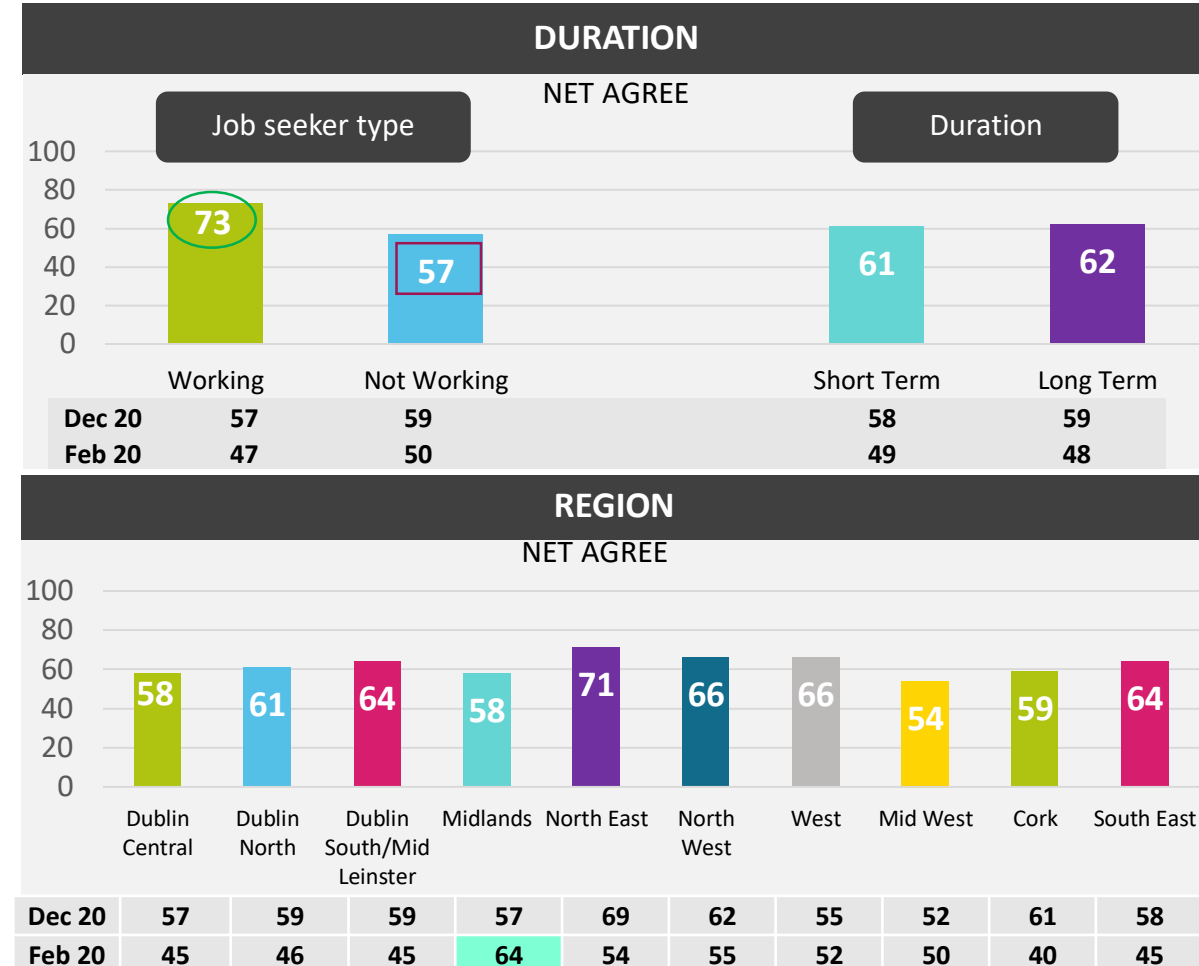 DURATION
NET AGREE
Job seeker type
Duration
100
80
60
40
20
0
73
57
61
62
Working Not Working Short Term Long Term
Dec 20 57 59 58 59
Feb 20 47 50 49 48
REGION
NET AGREE
100
80
60
40
20
0
58 61 64 58 71 66 66 54 59 64
Dublin Dublin Dublin Midlands North East North West Mid West Cork South East
Central North South/Mid West
Leinster
Dec 20 57 59 59 57 69 62 55 52 61 58
Feb 20 45 46 45 64 54 55 52 50 40 45